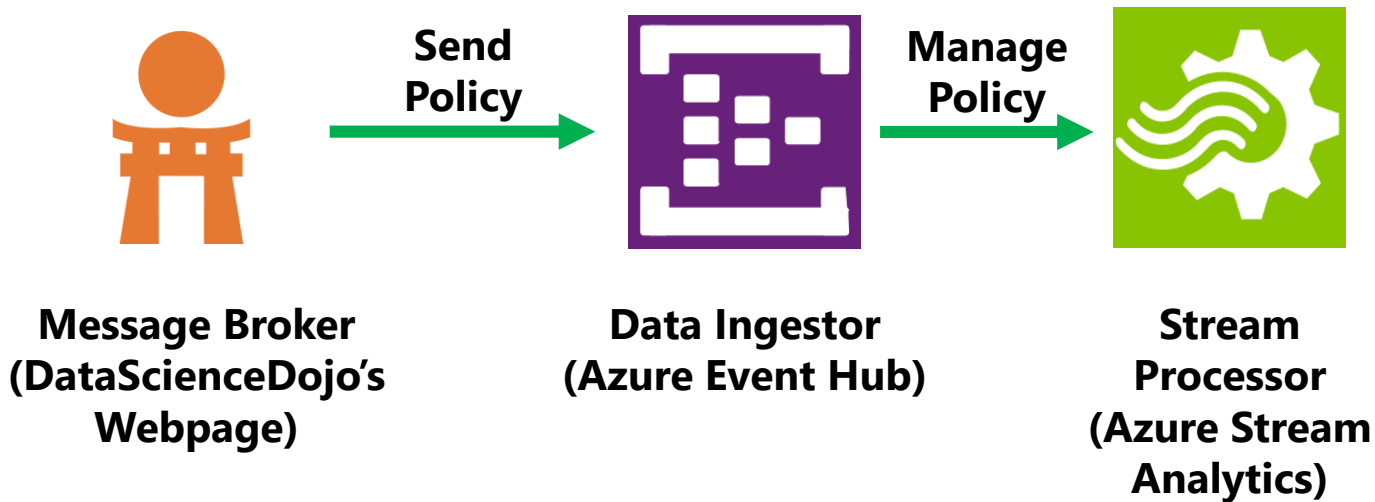 Send
Policy
Manage
Policy
Message Broker
(DataScienceDojo’s
Webpage)
Data Ingestor
(Azure Event Hub)
Stream
Processor
(Azure Stream
Analytics)